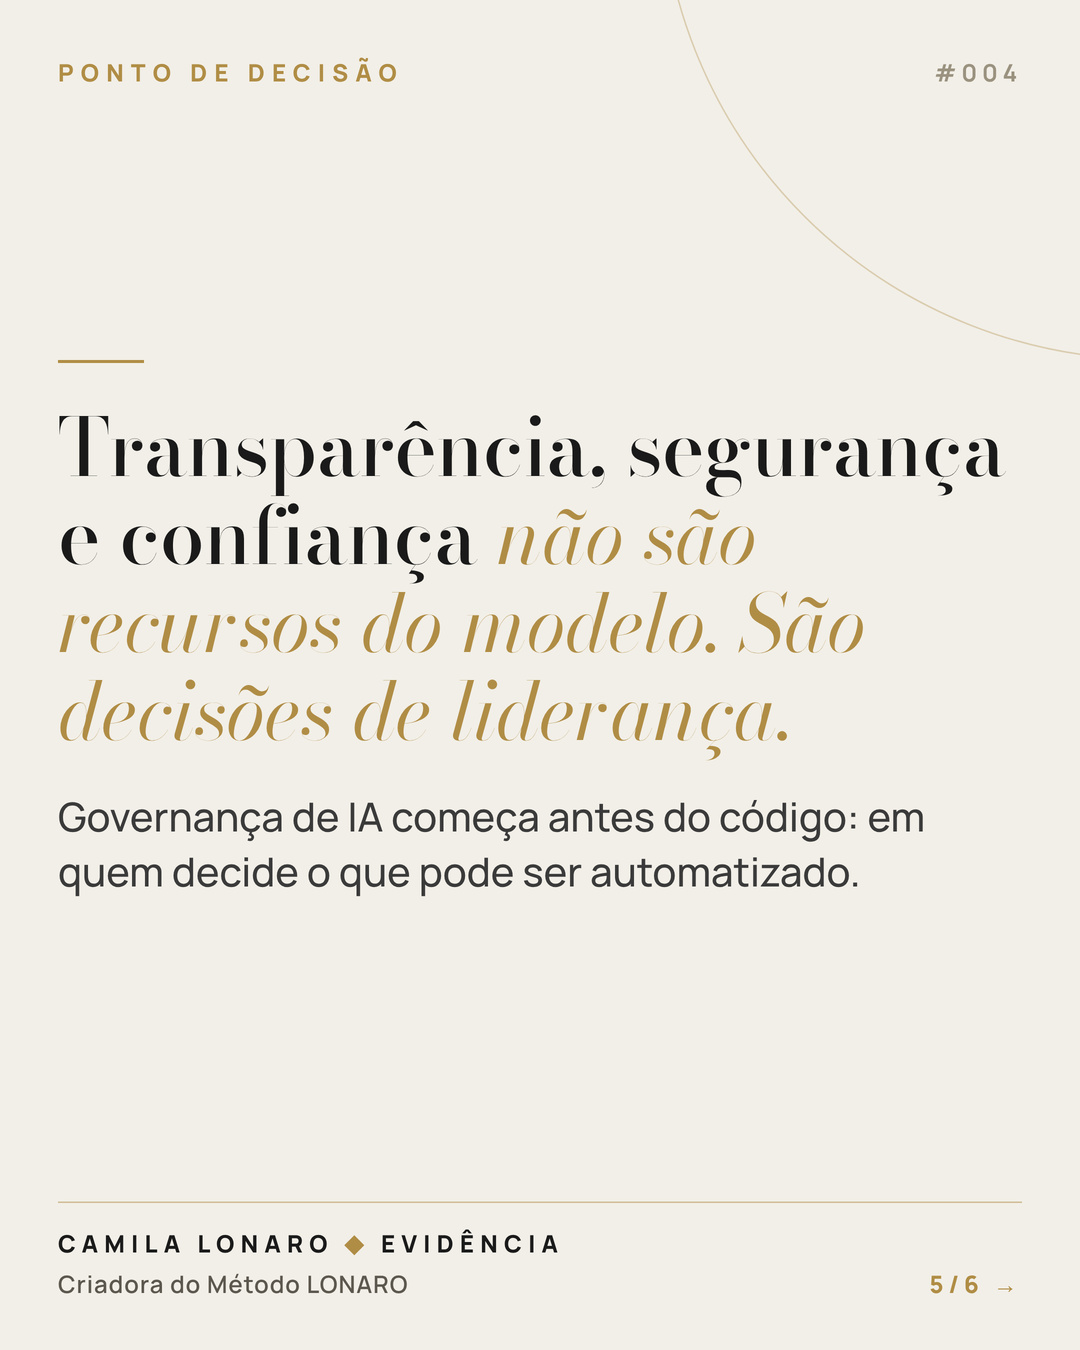 PONTO DE DECISÃO
#004
Transparência, segurança
e confiança não são
recursos do modelo. São
decisões de liderança.
Governança de IA começa antes do código: em
quem decide o que pode ser automatizado.
CAMILA LONARO ◆ EVIDÊNCIA
Criadora do Método LONARO
5/6 →